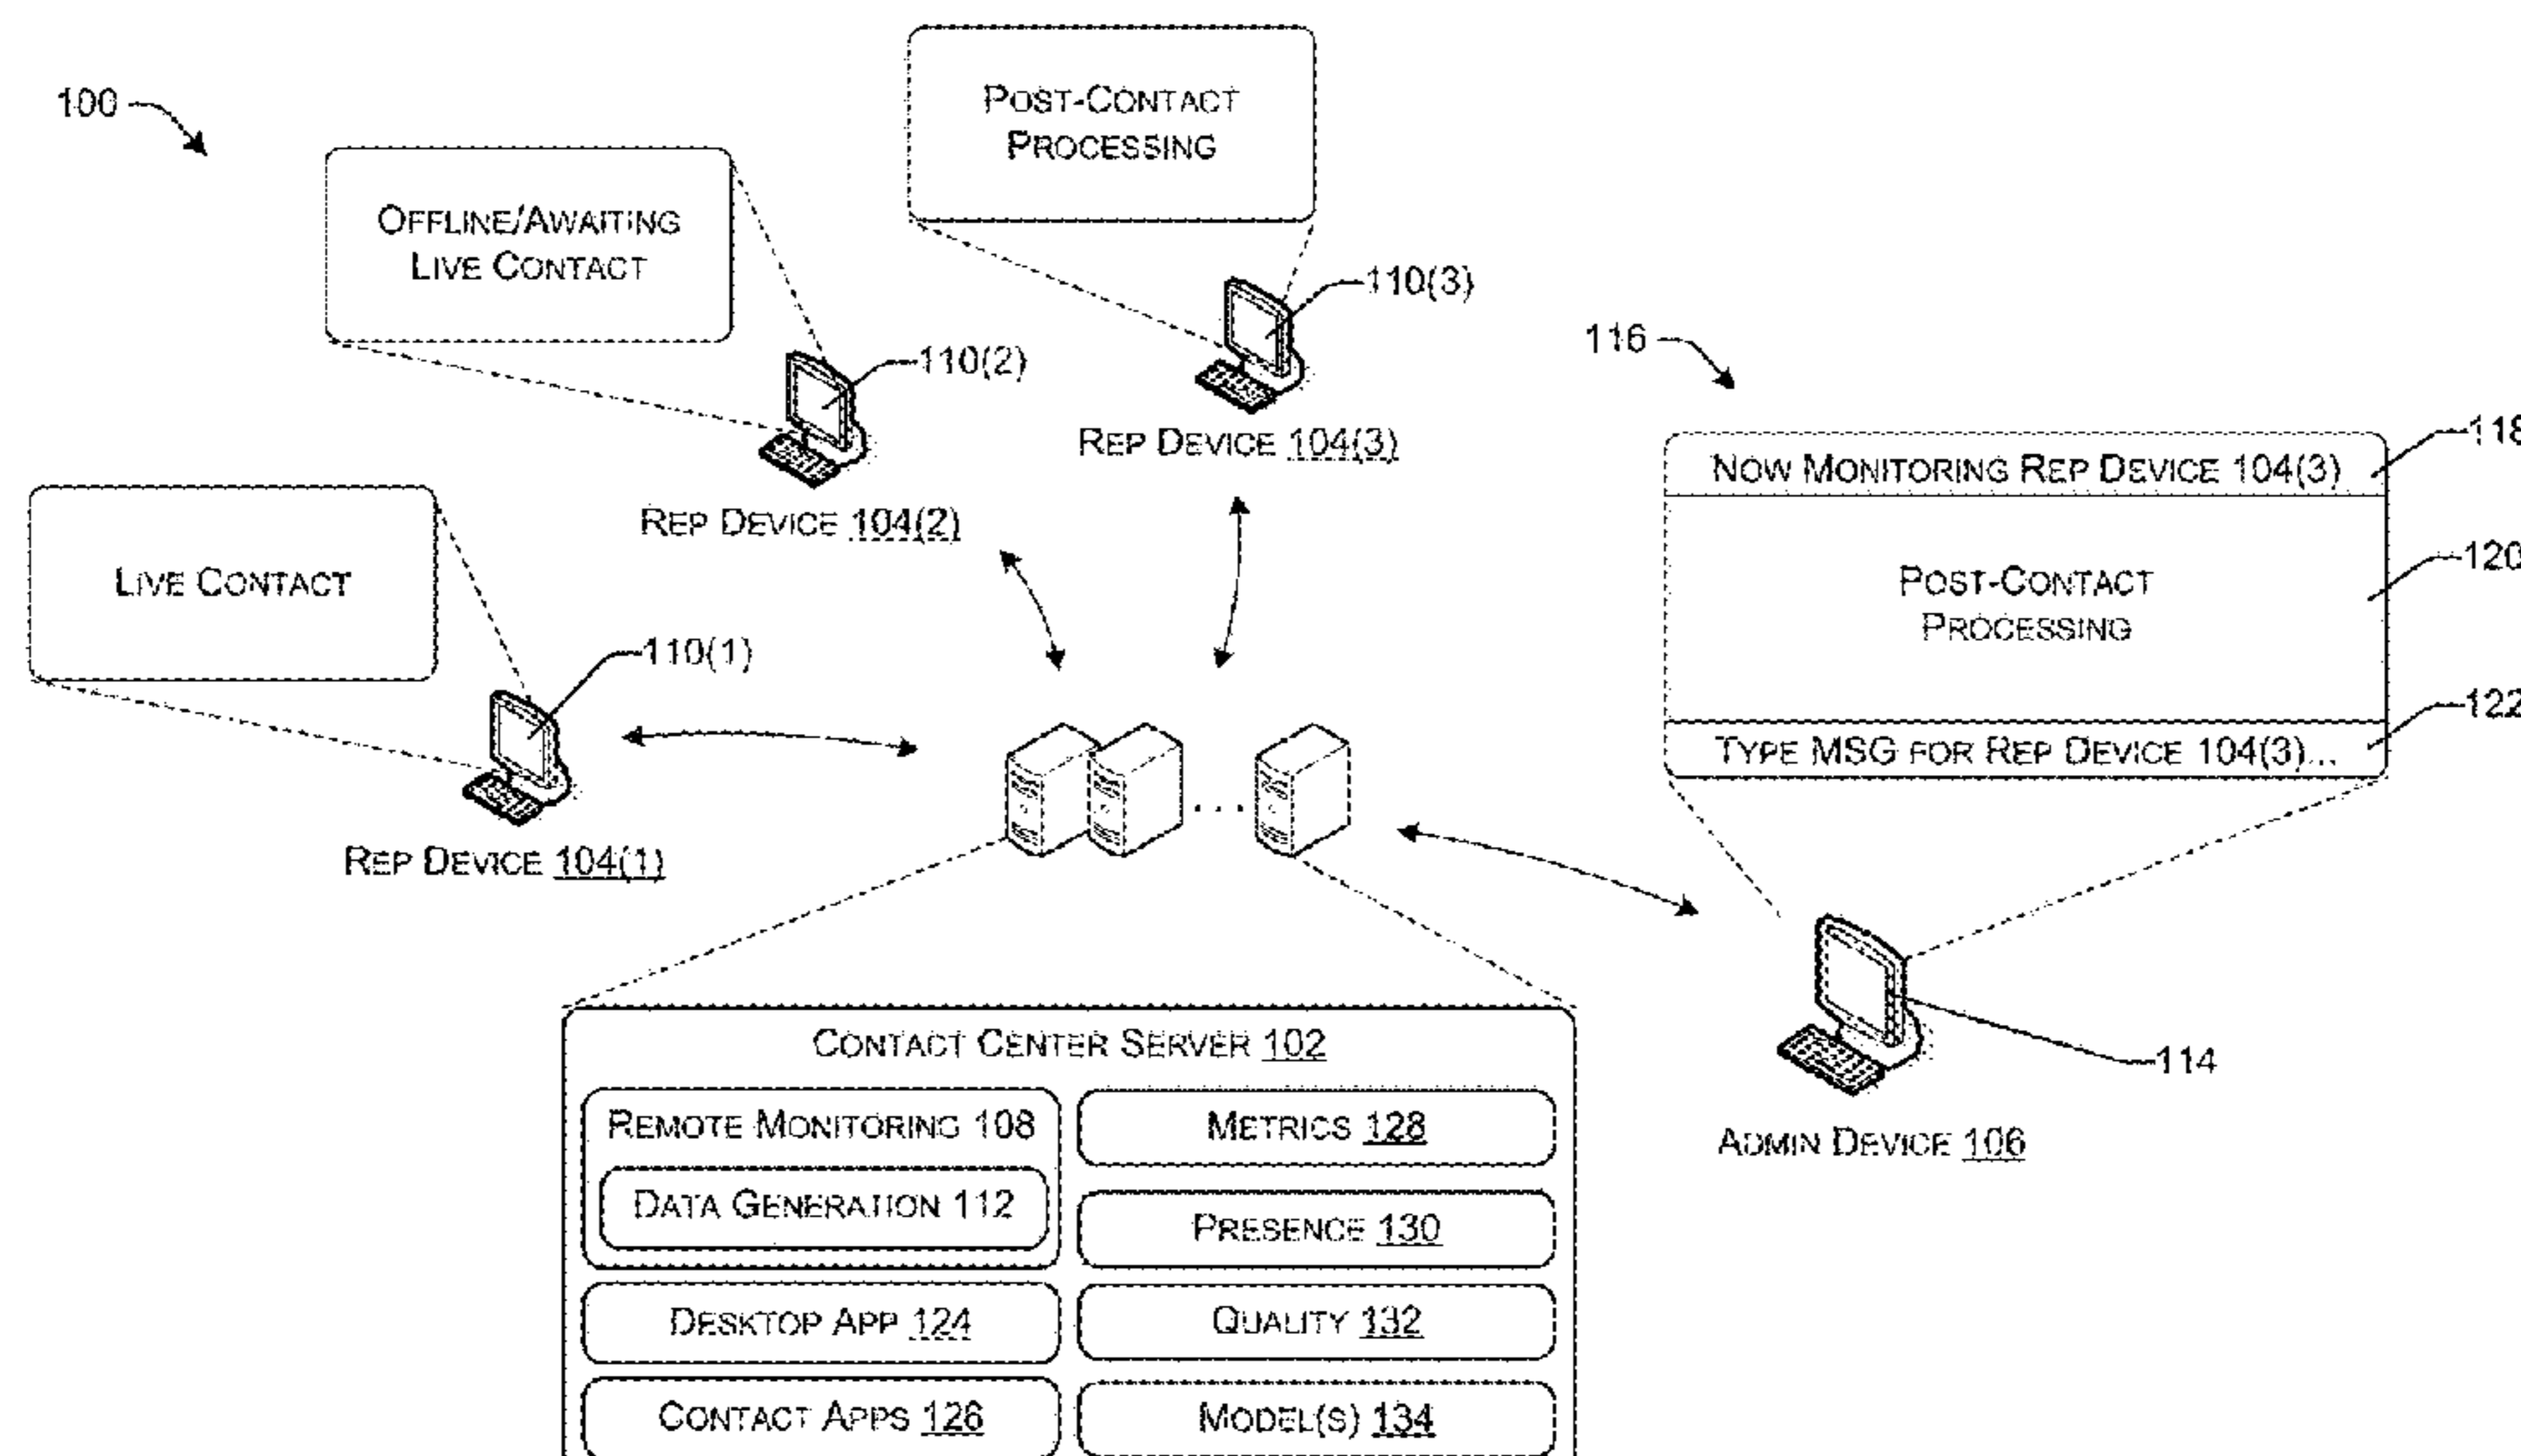 100
POST-CONTACT
PROCESSING
OFFLINE/AWAITING
LIVE CONTACT
110(3)
116
110(2)
REP DEVICE 104(3)
118
NOW MONITORING REP DEVICE 104(3)
REP DEVICE 104(2)
120
LIVE CONTACT
POST-CONTACT
PROCESSING
110(1)
122
TYPE MSG FOR REP DEVICE 104(3)...
REP DEVICE 104(1)
...
CONTACT CENTER SERVER 102
114
REMOTE MONITORING 108
METRICS 128
ADMIN DEVICE 106
DATA GENERATION 112
PRESENCE 130
DESKTOP APP 124
QUALITY 132
CONTACT APPS 126
MODEL(S) 134